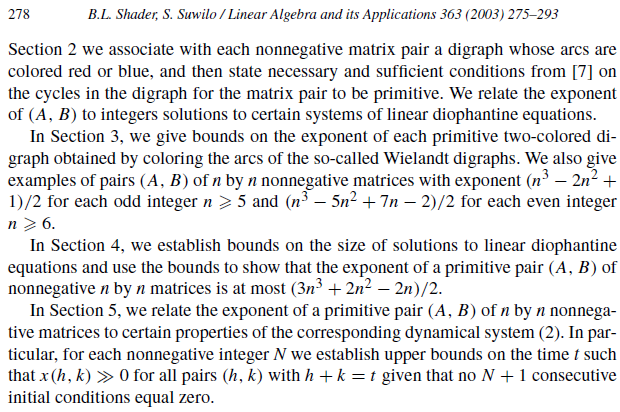 278 B.L. Shader, S. Suwilo / Linear Algebra and its Applications 363 (2003) 275–293
Section 2 we associate with each nonnegative matrix pair a digraph whose arcs are
colored red or blue, and then state necessary and sufficient conditions from [7] on
the cycles in the digraph for the matrix pair to be primitive. We relate the exponent
of (A, B) to integers solutions to certain systems of linear diophantine equations.
In Section 3, we give bounds on the exponent of each primitive two-colored di-
graph obtained by coloring the arcs of the so-called Wielandt digraphs. We also give
examples of pairs (A, B) of n by n nonnegative matrices with exponent (n³ − 2n² +
1)/2 for each odd integer n ⩾ 5 and (n³ − 5n² + 7n − 2)/2 for each even integer
n ⩾ 6.
In Section 4, we establish bounds on the size of solutions to linear diophantine
equations and use the bounds to show that the exponent of a primitive pair (A, B) of
nonnegative n by n matrices is at most (3n³ + 2n² − 2n)/2.
In Section 5, we relate the exponent of a primitive pair (A, B) of n by n nonnega-
tive matrices to certain properties of the corresponding dynamical system (2). In par-
ticular, for each nonnegative integer N we establish upper bounds on the time t such
that x(h, k) ≫ 0 for all pairs (h, k) with h + k = t given that no N + 1 consecutive
initial conditions equal zero.